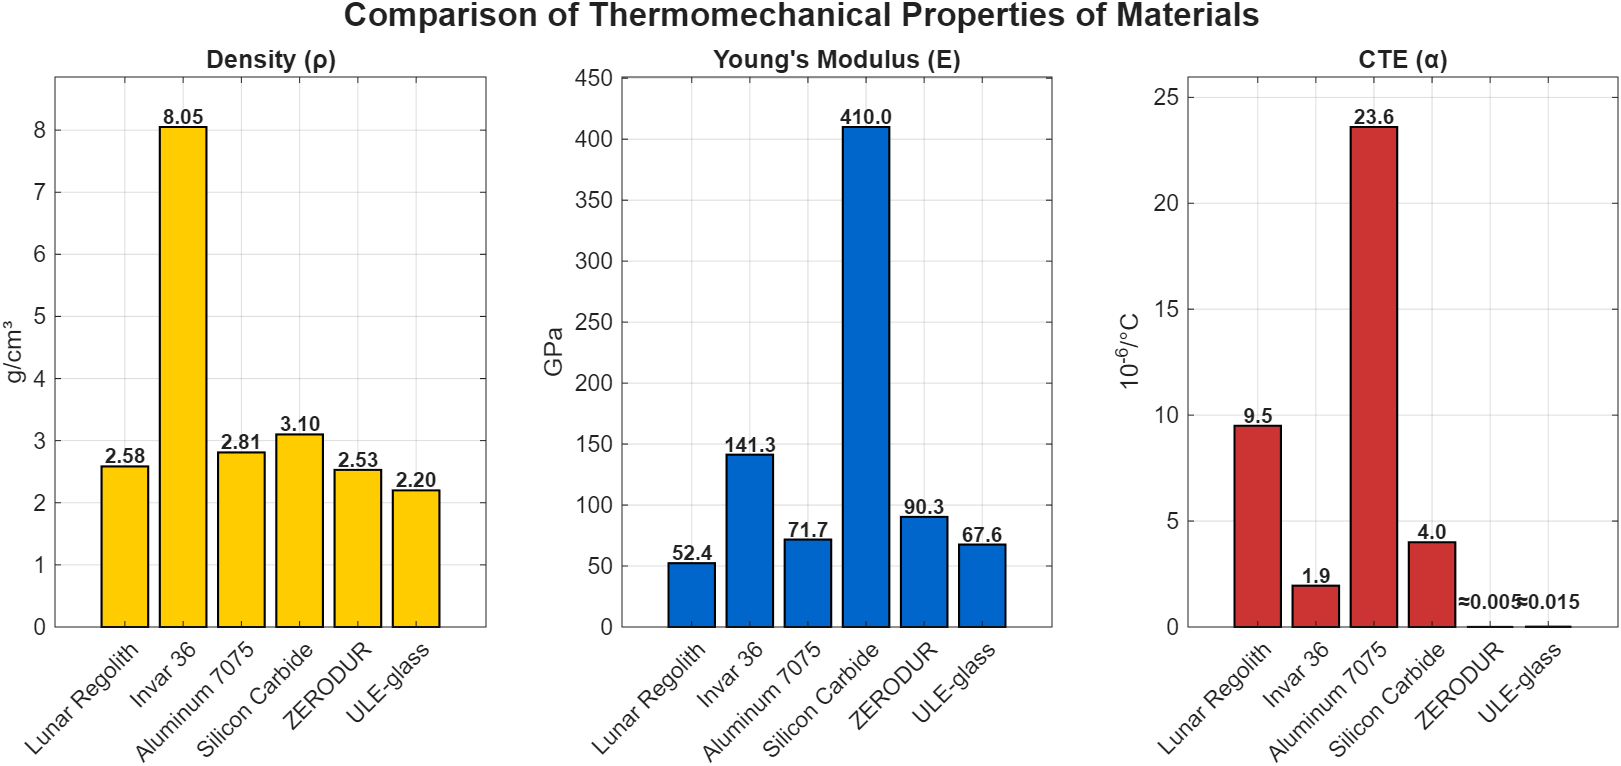 Comparison of Thermomechanical Properties of Materials
Density (ρ)
g/cm³
8
7
6
5
4
3
2
1
0
2.58
8.05
2.81
3.10
2.53
2.20
Lunar Regolith
Invar 36
Aluminum 7075
Silicon Carbide
ZERODUR
ULE-glass
Young's Modulus (E)
GPa
450
400
350
300
250
200
150
100
50
0
52.4
141.3
71.7
410.0
90.3
67.6
Lunar Regolith
Invar 36
Aluminum 7075
Silicon Carbide
ZERODUR
ULE-glass
CTE (α)
10⁻⁶/°C
25
20
15
10
5
0
9.5
1.9
23.6
4.0
≈0.005
≈0.015
Lunar Regolith
Invar 36
Aluminum 7075
Silicon Carbide
ZERODUR
ULE-glass